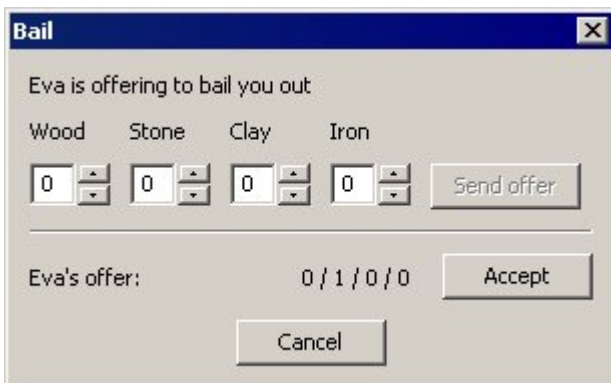 Bail
Eva is offering to bail you out
Wood Stone Clay Iron
0 0 0 0 Send offer
Eva's offer: 0 / 1 / 0 / 0 Accept
Cancel